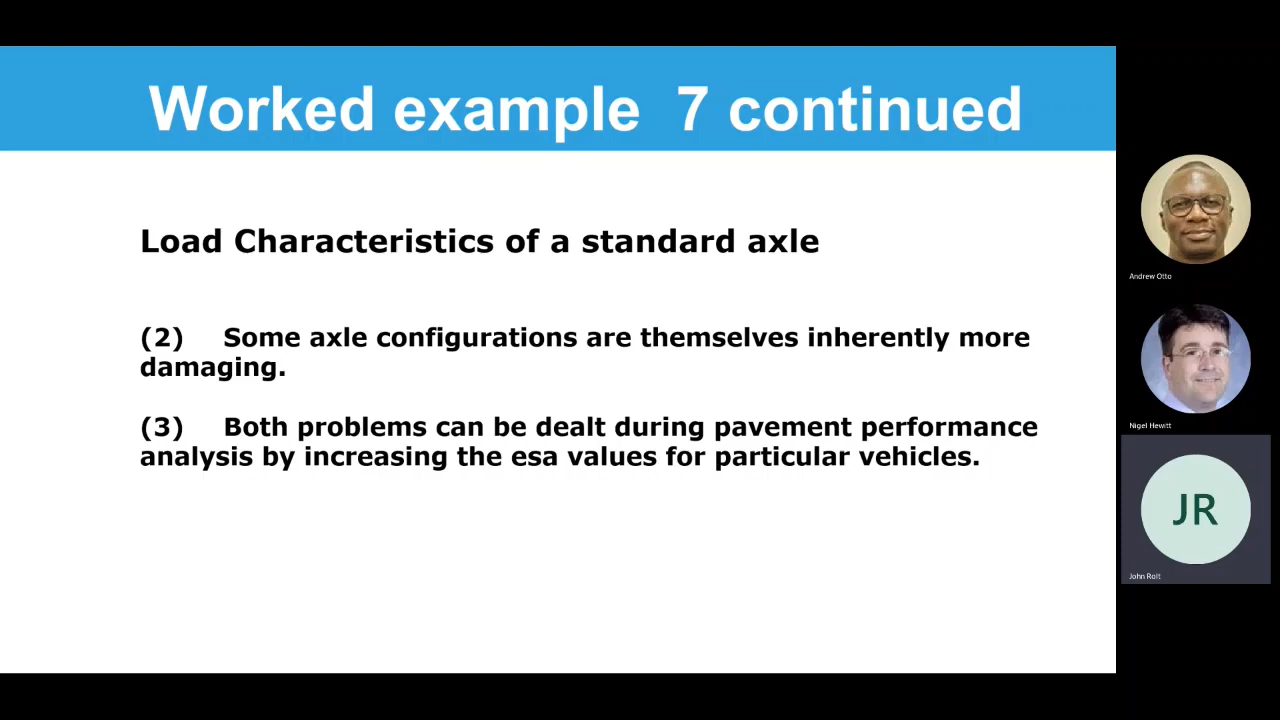 Worked example 7 continued
Load Characteristics of a standard axle
(2) Some axle configurations are themselves inherently more
damaging.
(3) Both problems can be dealt during pavement performance
analysis by increasing the esa values for particular vehicles.
Andrew Otto
Nigel Hewitt
JR
John Rolt